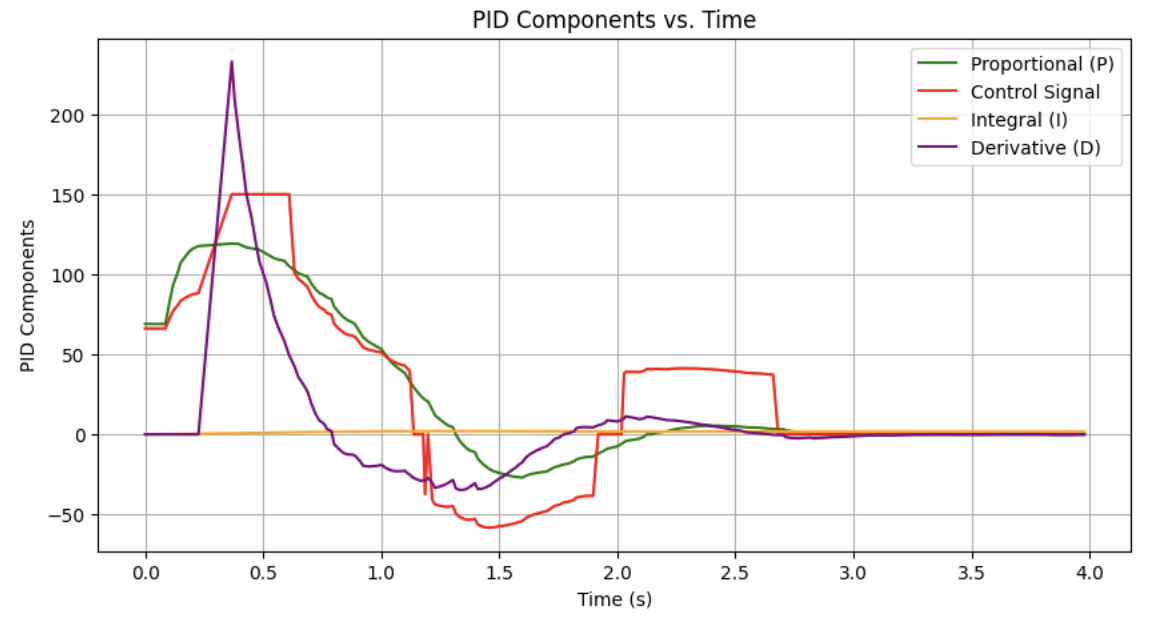 PID Components vs. Time
Proportional (P)
Control Signal
Integral (I)
Derivative (D)
PID Components
200
150
100
50
0
−50
0.0 0.5 1.0 1.5 2.0 2.5 3.0 3.5 4.0
Time (s)